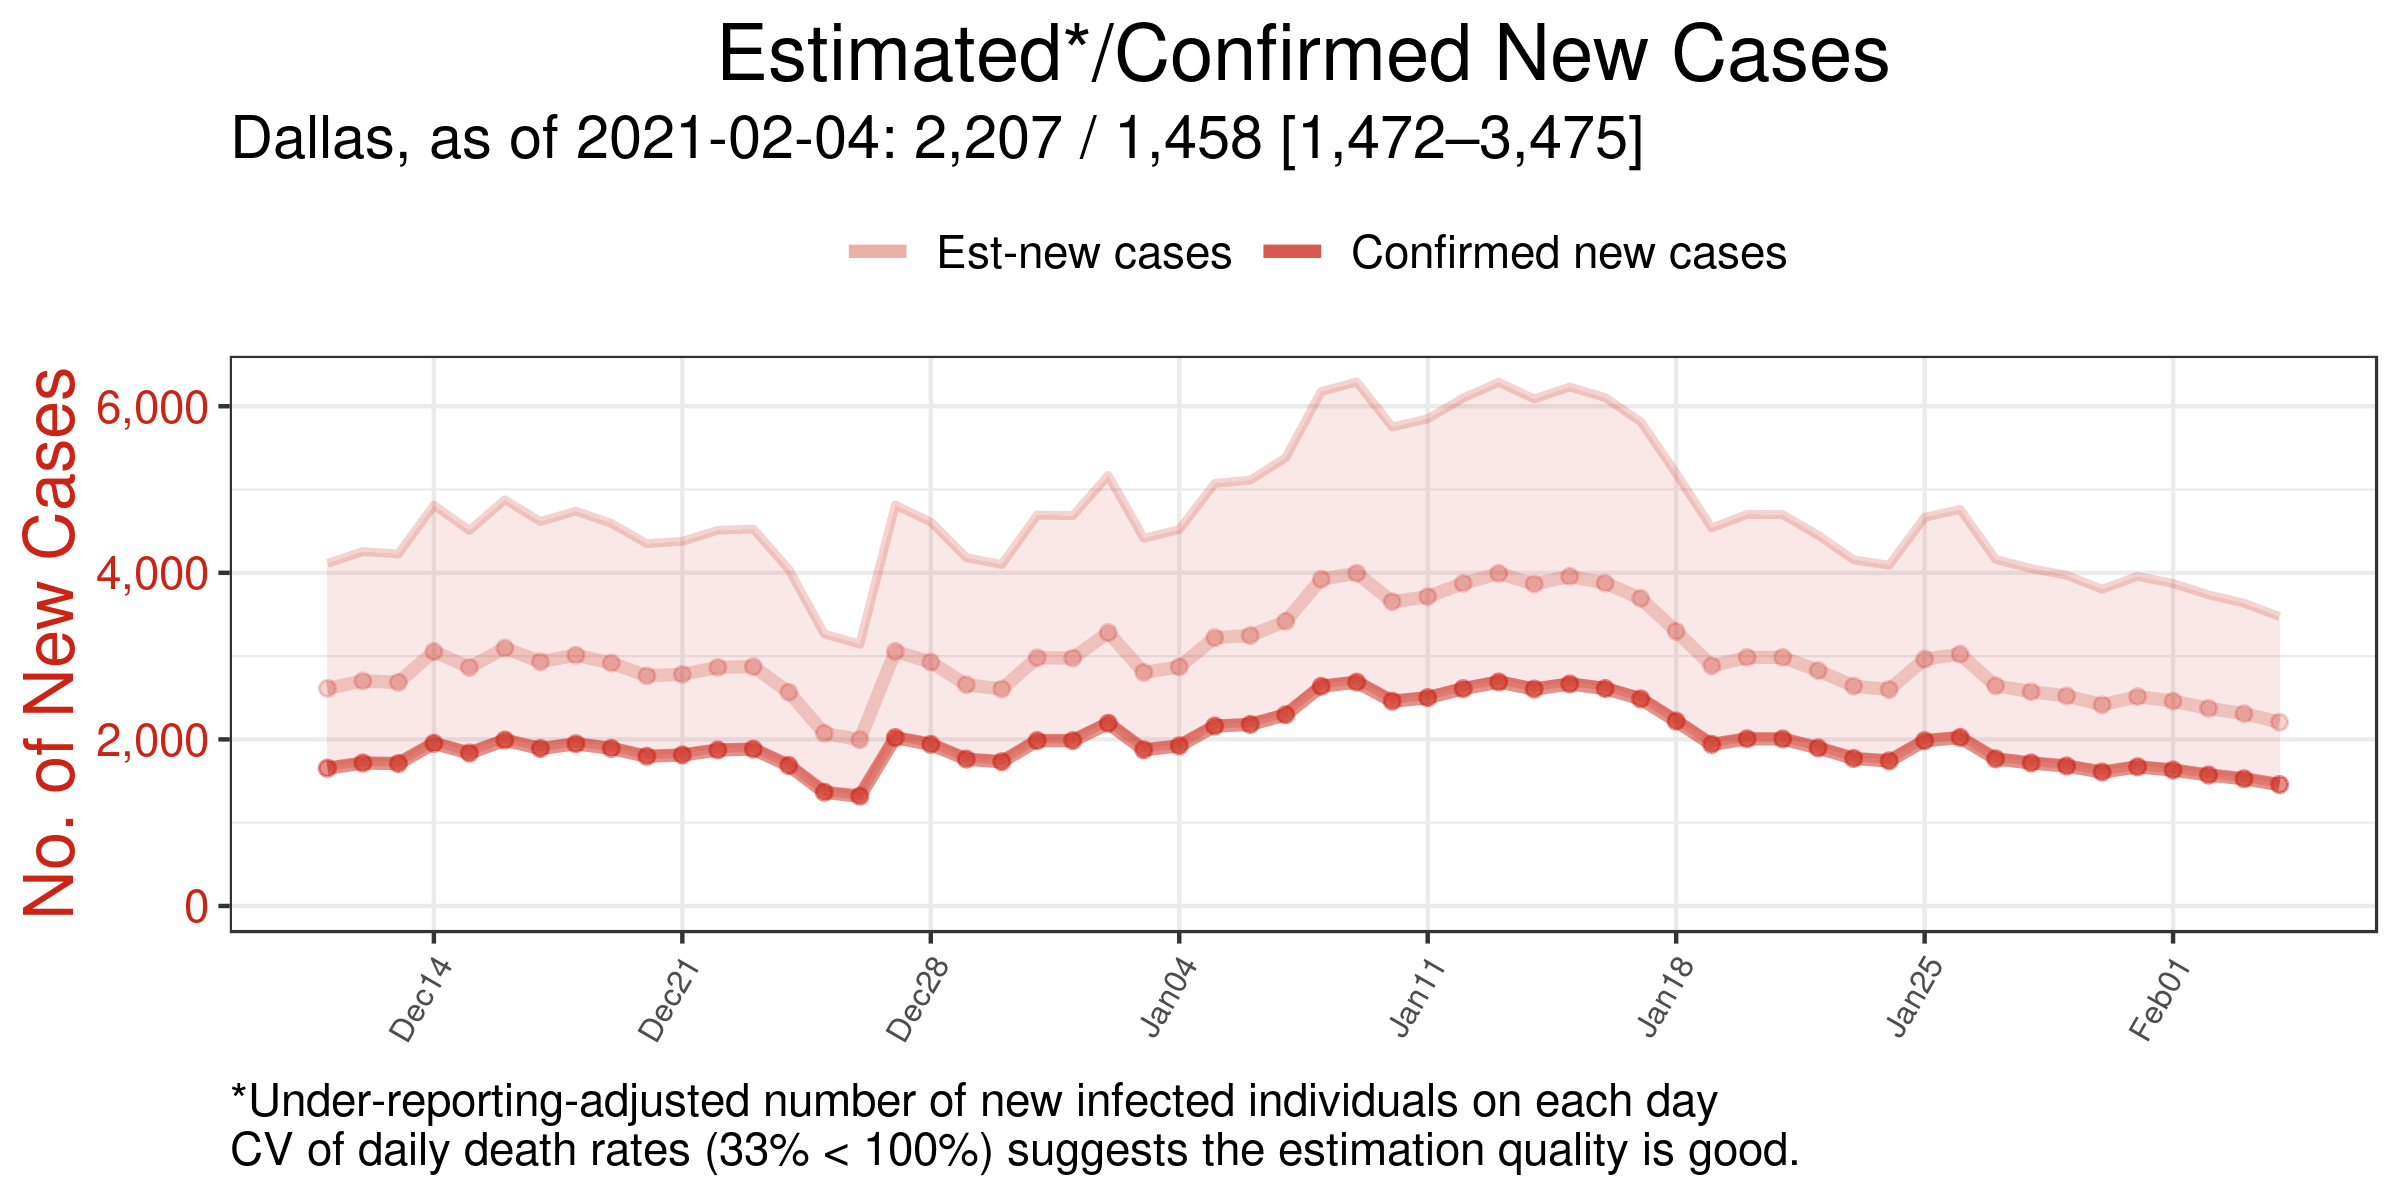 Estimated*/Confirmed New Cases
Dallas, as of 2021-02-04: 2,207 / 1,458 [1,472–3,475]
Est-new cases
Confirmed new cases
No. of New Cases
6,000
4,000
2,000
0
Dec14
Dec21
Dec28
Jan04
Jan11
Jan18
Jan25
Feb01
*Under-reporting-adjusted number of new infected individuals on each day
CV of daily death rates (33% < 100%) suggests the estimation quality is good.